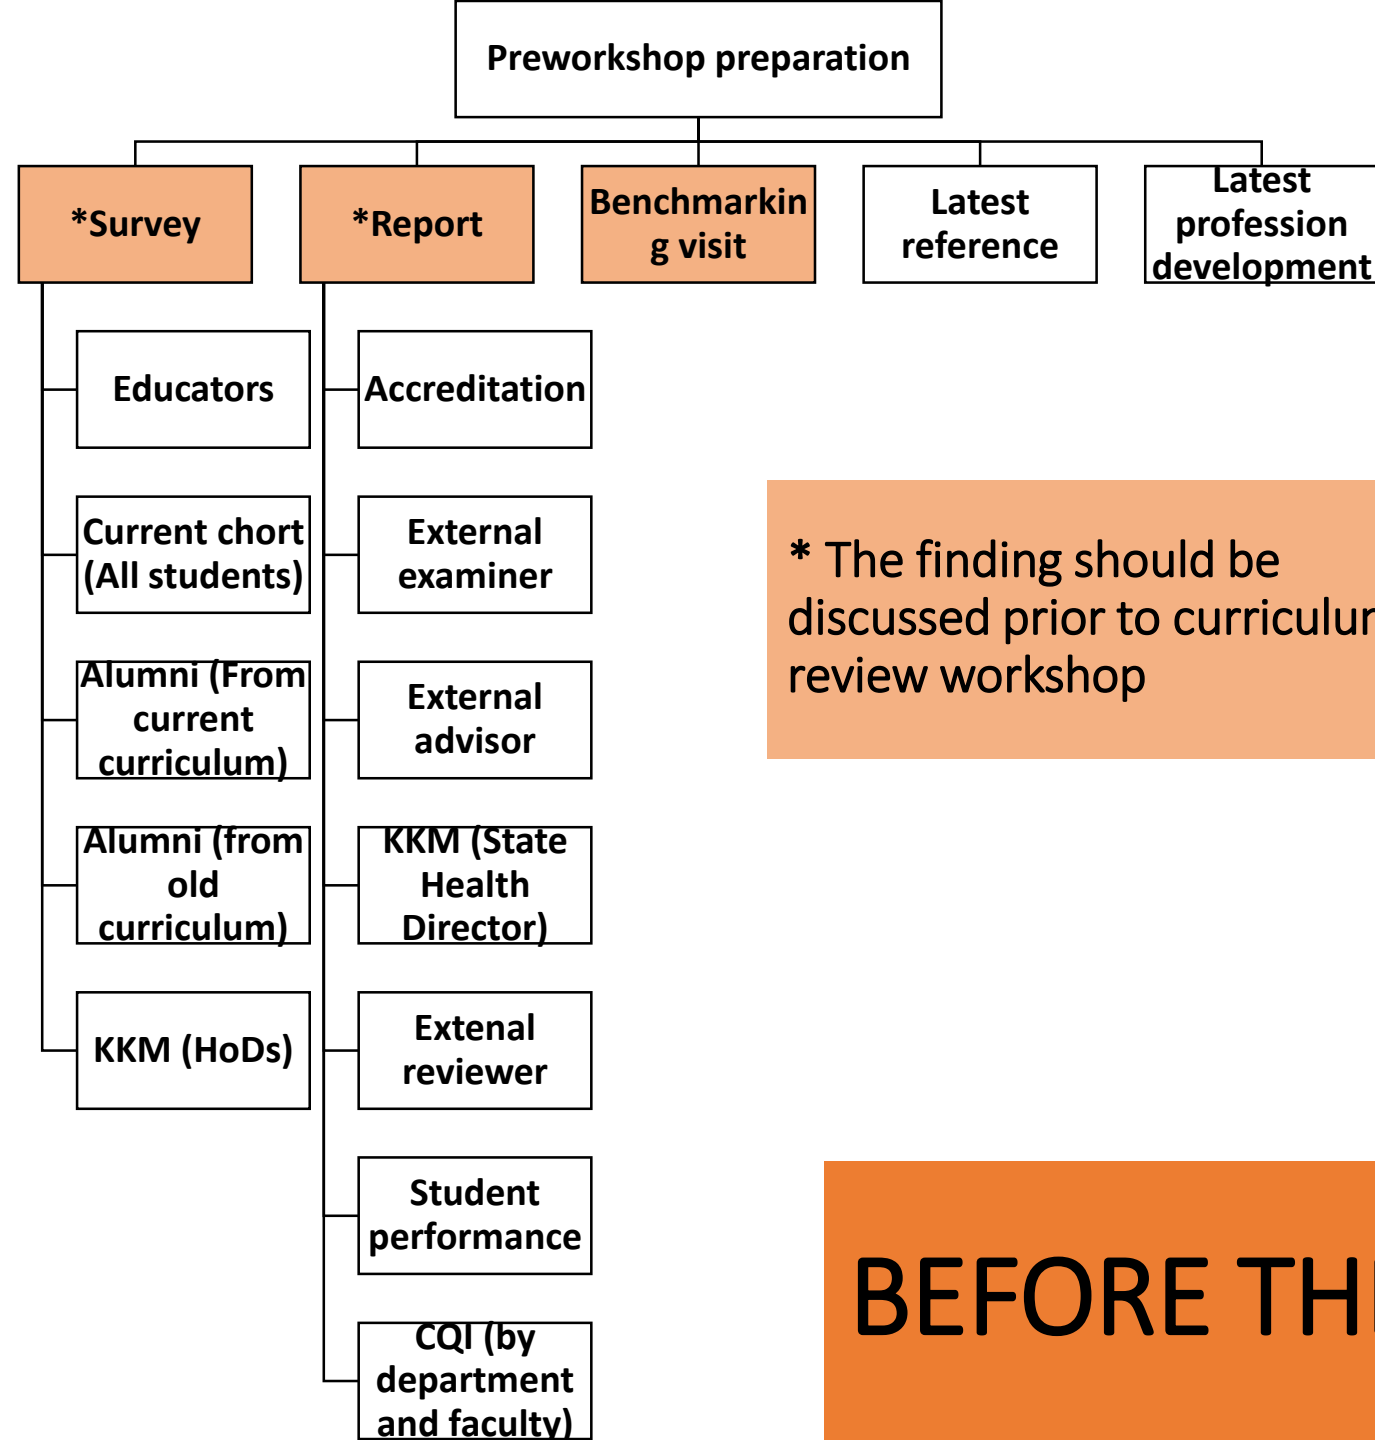 Preworkshop preparation
*Survey
*Report
Benchmarkin
g visit
Latest
reference
Latest
profession
development
Educators
Current chort
(All students)
Alumni (From
current
curriculum)
Alumni (from
old
curriculum)
KKM (HoDs)
Accreditation
External
examiner
External
advisor
KKM (State
Health
Director)
Extenal
reviewer
Student
performance
CQI (by
department
and faculty)
* The finding should be
discussed prior to curriculum
review workshop
BEFORE THE